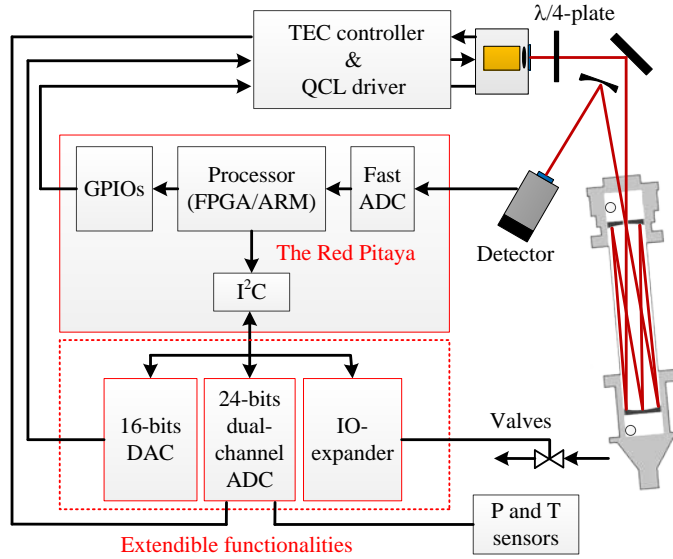 TEC controller
&
QCL driver
λ/4-plate
GPIOs
Processor
(FPGA/ARM)
Fast
ADC
Detector
The Red Pitaya
I²C
16-bits
DAC
24-bits
dual-
channel
ADC
IO-
expander
Valves
P and T
sensors
Extendible functionalities